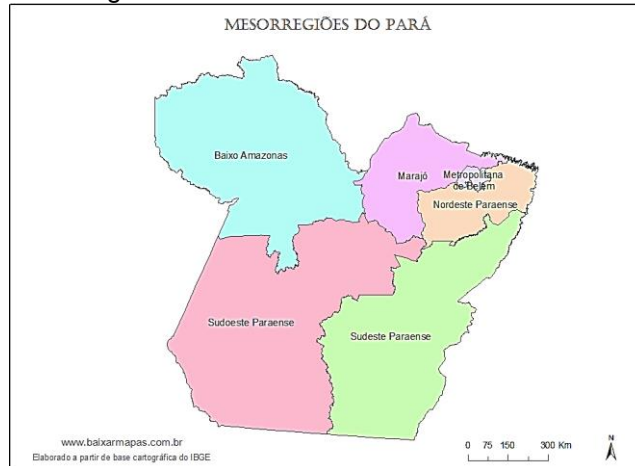 MESORREGIÕES DO PARÁ
Baixo Amazonas
Marajó
Metropolitana
de Belém
Nordeste Paraense
Sudoeste Paraense
Sudeste Paraense
www.baixarmapas.com.br
Elaborado a partir de base cartográfica do IBGE
0 75 150 300 Km
N